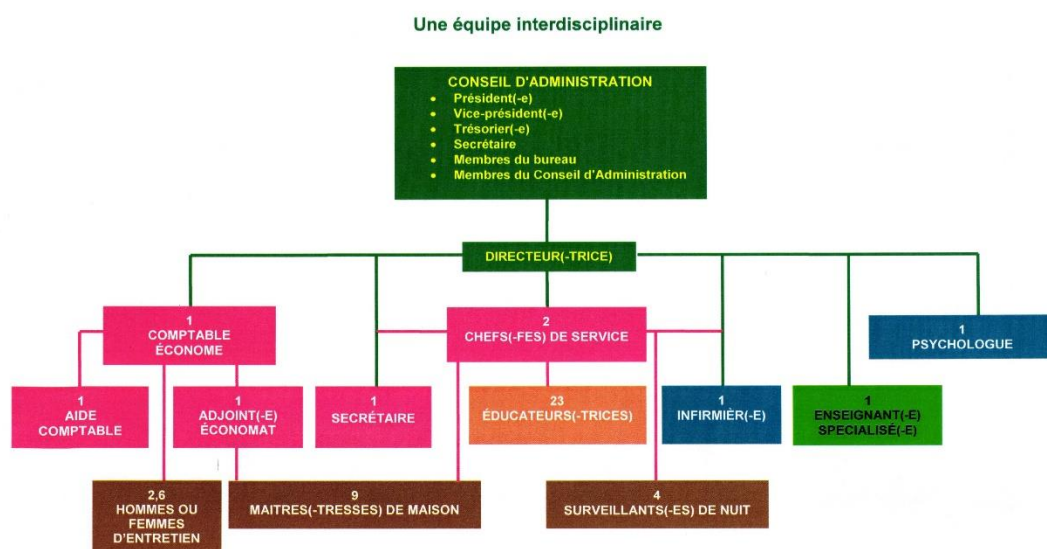 Une équipe interdisciplinaire
CONSEIL D'ADMINISTRATION
• Président(-e)
• Vice-président(-e)
• Trésorier(-e)
• Secrétaire
• Membres du bureau
• Membres du Conseil d'Administration
DIRECTEUR(-TRICE)
1
COMPTABLE
ÉCONOME
2
CHEFS(-FES) DE SERVICE
1
PSYCHOLOGUE
1
AIDE
COMPTABLE
1
ADJOINT(-E)
ÉCONOMAT
1
SECRÉTAIRE
23
ÉDUCATEURS(-TRICES)
1
INFIRMIÈR(-E)
1
ENSEIGNANT(-E)
SPECIALISÉ(-E)
2,6
HOMMES OU
FEMMES
D'ENTRETIEN
9
MAITRES(-TRESSES) DE MAISON
4
SURVEILLANTS(-ES) DE NUIT